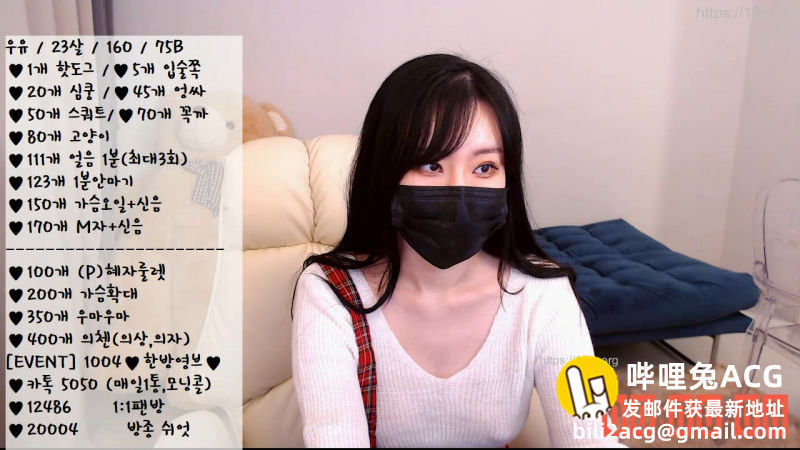 우유 / 23살 / 160 / 75B
♥1개 핫도그 /♥5개 입술쪽
♥20개 심쿵 /♥45개 엉싸
♥50개 스쿼트/♥70개 꼭까
♥80개 고양이
♥111개 얼음 1분(최대3회)
♥123개 1분안마기
♥150개 가슴오일+신음
♥170개 M자+신음
♥100개 (P)혜자룰렛
♥200개 가슴확대
♥350개 우마우마
♥400개 의첸(의상,의자)
[EVENT] 1004♥한방영브♥
♥카톡 5050 (매일1톡,모닝콜)
♥12486 1:1팬방
♥20004 방종 쉬엇
哔哩兔ACG
发邮件获最新地址
bili2acg@gmail.com